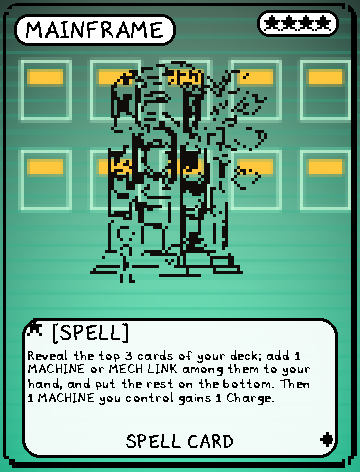 MAINFRAME
[SPELL]
Reveal the top 3 cards of your deck; add 1
MACHINE or MECH LINK among them to your
hand, and put the rest on the bottom. Then
1 MACHINE you control gains 1 Charge.
SPELL CARD